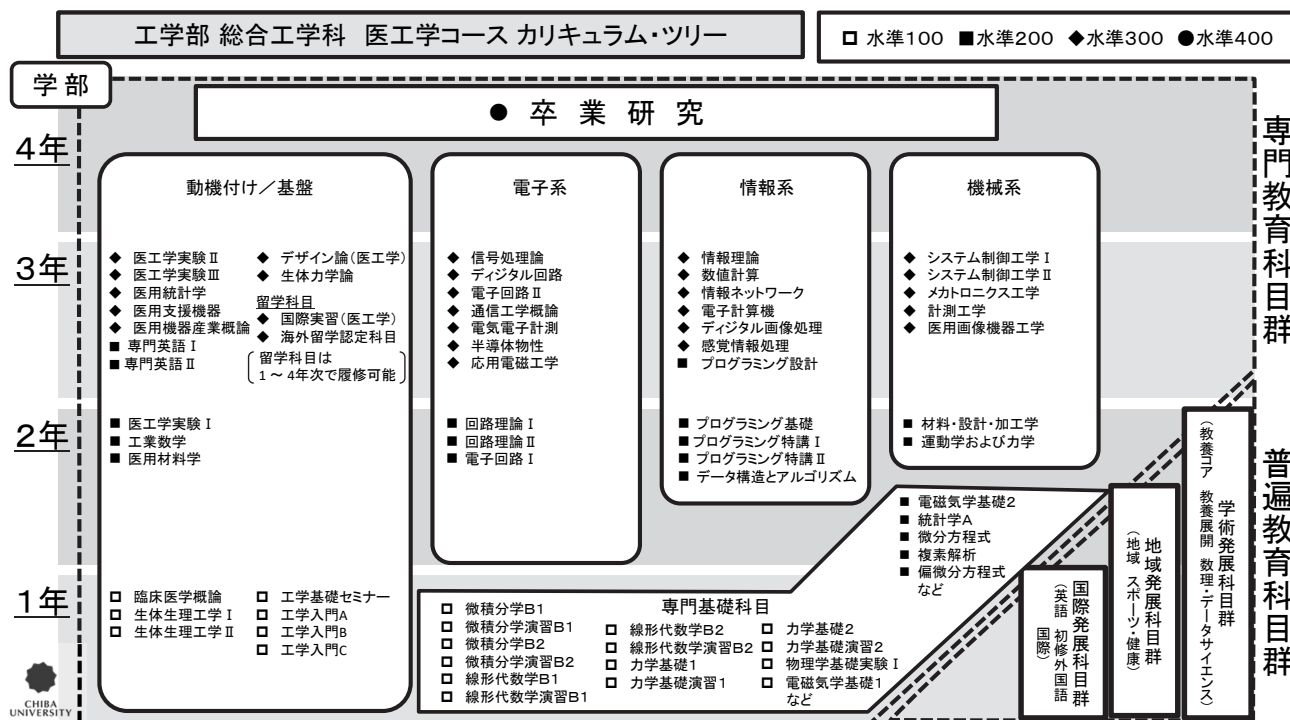 工学部 総合工学科 医工学コース カリキュラム・ツリー
□ 水準100 ■水準200 ◆水準300 ●水準400
学部
● 卒業研究
4年
3年
2年
1年
動機付け/基盤
◆ 医工学実験Ⅱ
◆ 医工学実験Ⅲ
◆ 医用統計学
◆ 医用支援機器
◆ 医用機器産業概論
■ 専門英語Ⅰ
■ 専門英語Ⅱ
◆ デザイン論(医工学)
◆ 生体力学論
留学科目
◆ 国際実習(医工学)
◆ 海外留学認定科目
留学科目は
1~4年次で履修可能
■ 医工学実験Ⅰ
■ 工業数学
■ 医用材料学
□ 臨床医学概論
□ 生体生理工学Ⅰ
□ 生体生理工学Ⅱ
□ 工学基礎セミナー
□ 工学入門A
□ 工学入門B
□ 工学入門C
電子系
◆ 信号処理論
◆ ディジタル回路
◆ 電子回路Ⅱ
◆ 通信工学概論
◆ 電気電子計測
◆ 半導体物性
◆ 応用電磁工学
■ 回路理論Ⅰ
■ 回路理論Ⅱ
■ 電子回路Ⅰ
情報系
◆ 情報理論
◆ 数値計算
◆ 情報ネットワーク
◆ 電子計算機
◆ ディジタル画像処理
◆ 感覚情報処理
■ プログラミング設計
■ プログラミング基礎
■ プログラミング特講Ⅰ
■ プログラミング特講Ⅱ
■ データ構造とアルゴリズム
機械系
◆ システム制御工学Ⅰ
◆ システム制御工学Ⅱ
◆ メカトロニクス工学
◆ 計測工学
◆ 医用画像機器工学
■ 材料・設計・加工学
■ 運動学および力学
専門基礎科目
□ 微積分学B1
□ 微積分学演習B1
□ 微積分学B2
□ 微積分学演習B2
□ 線形代数学B1
□ 線形代数学演習B1
□ 線形代数学B2
□ 線形代数学演習B2
□ 力学基礎1
□ 力学基礎演習1
□ 力学基礎2
□ 力学基礎演習2
□ 物理学基礎実験Ⅰ
□ 電磁気学基礎1
など
■ 電磁気学基礎2
■ 統計学A
■ 微分方程式
■ 複素解析
■ 偏微分方程式
など
国際発展科目群
(英語 初修外国語
国際)
地域発展科目群
(地域 スポーツ・健康)
学術発展科目群
(教養コア 教養展開 数理・データサイエンス)
専門教育科目群
普遍教育科目群
CHIBA
UNIVERSITY